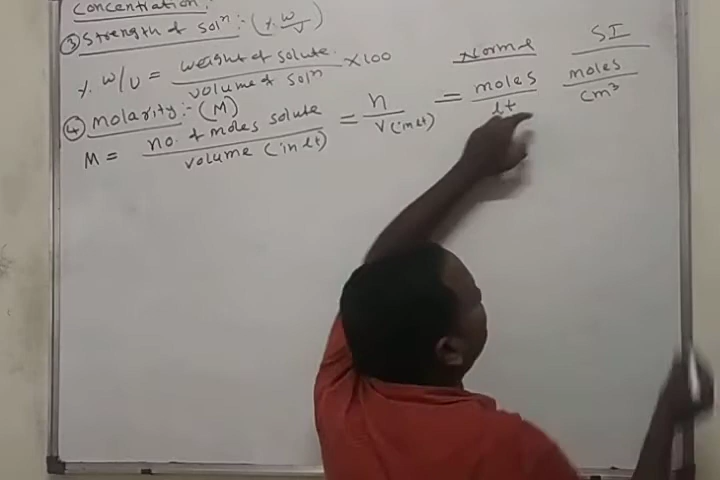 Concentration:
③ Strength of solⁿ :- (% w/v)
% w/v = weight of solute / volume of solⁿ × 100
④ Molarity :- (M)
M = no. of moles solute / volume (in lt) = n / v (in lt) = moles / lt
Normal
SI
moles / cm³